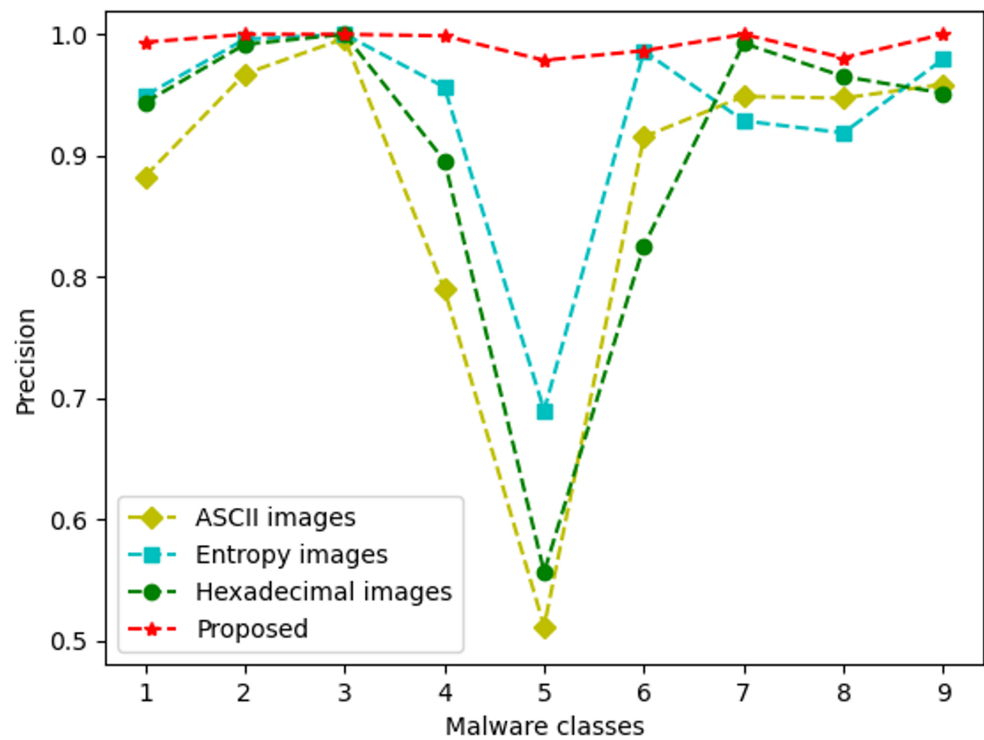 1.0
0.9
0.8
0.7
0.6
0.5
Precision
ASCII images
Entropy images
Hexadecimal images
Proposed
1 2 3 4 5 6 7 8 9
Malware classes